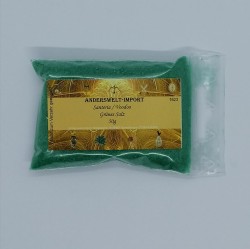 ANDERSWELT-IMPORT
Santeria / Voodoo
Grünes Salz
50g